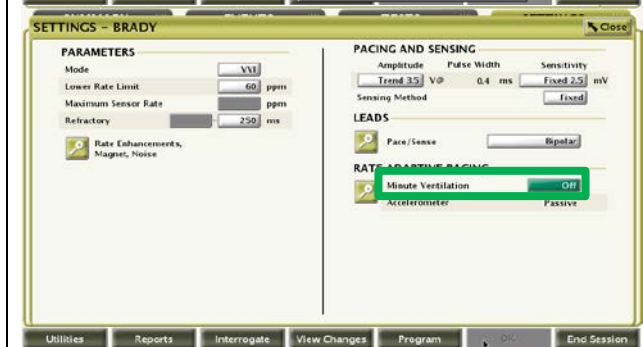 SETTINGS – BRADY
Close
PARAMETERS
Mode VVI
Lower Rate Limit 60 ppm
Maximum Sensor Rate ppm
Refractory - 250 ms
Rate Enhancements,
Magnet, Noise
PACING AND SENSING
Amplitude Pulse Width Sensitivity
Trend 3.5 V@ 0.4 ms Fixed 2.5 mV
Sensing Method Fixed
LEADS
Pace/Sense Bipolar
RATE ADAPTIVE PACING
Minute Ventilation Off
Accelerometer Passive
Utilities Reports Interrogate View Changes Program OK End Session